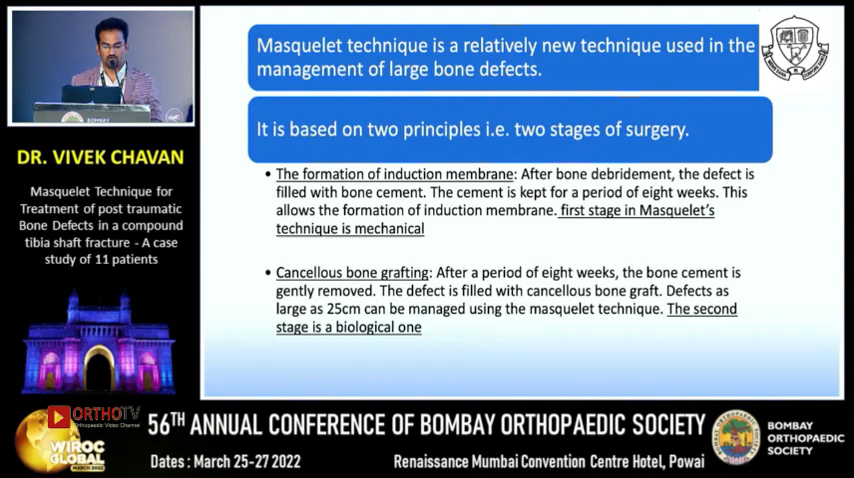 Masquelet technique is a relatively new technique used in the
management of large bone defects.
It is based on two principles i.e. two stages of surgery.
• The formation of induction membrane: After bone debridement, the defect is
filled with bone cement. The cement is kept for a period of eight weeks. This
allows the formation of induction membrane. first stage in Masquelet's
technique is mechanical
• Cancellous bone grafting: After a period of eight weeks, the bone cement is
gently removed. The defect is filled with cancellous bone graft. Defects as
large as 25cm can be managed using the masquelet technique. The second
stage is a biological one
BOMBAY
DR. VIVEK CHAVAN
Masquelet Technique for
Treatment of post traumatic
Bone Defects in a compound
tibia shaft fracture - A case
study of 11 patients
ORTHOTV
Orthopaedic Video Channel
WIROC
GLOBAL
MARCH 2022
56TH ANNUAL CONFERENCE OF BOMBAY ORTHOPAEDIC SOCIETY
Dates : March 25-27 2022
Renaissance Mumbai Convention Centre Hotel, Powai
BOMBAY
ORTHOPAEDIC
SOCIETY